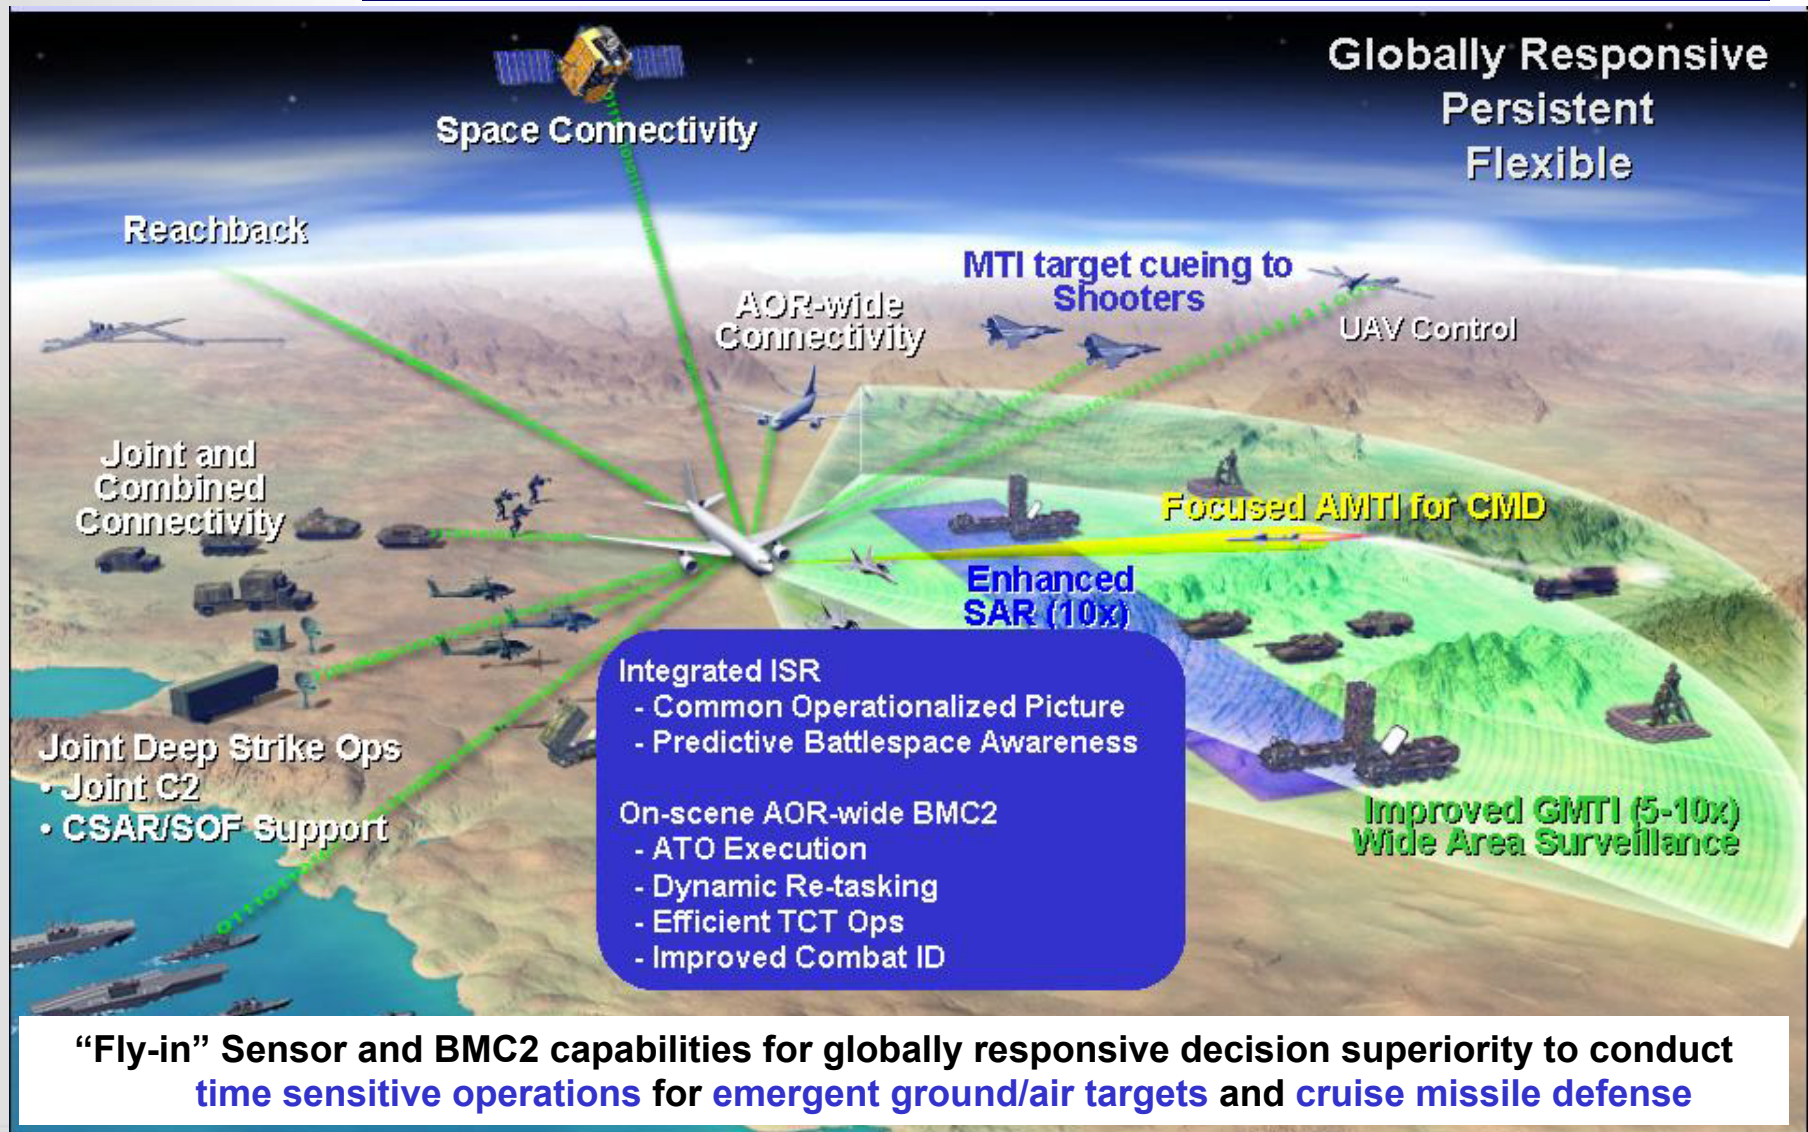 Globally Responsive
Persistent
Flexible
Space Connectivity
Reachback
MTI target cueing to
Shooters
AOR-wide
Connectivity
UAV Control
Joint and
Combined
Connectivity
Focused AMTI for CMD
Enhanced
SAR (10x)
Integrated ISR
- Common Operationalized Picture
- Predictive Battlespace Awareness
On-scene AOR-wide BMC2
- ATO Execution
- Dynamic Re-tasking
- Efficient TCT Ops
- Improved Combat ID
Joint Deep Strike Ops
• Joint C2
• CSAR/SOF Support
Improved GMTI (5-10x)
Wide Area Surveillance
“Fly-in” Sensor and BMC2 capabilities for globally responsive decision superiority to conduct
time sensitive operations for emergent ground/air targets and cruise missile defense